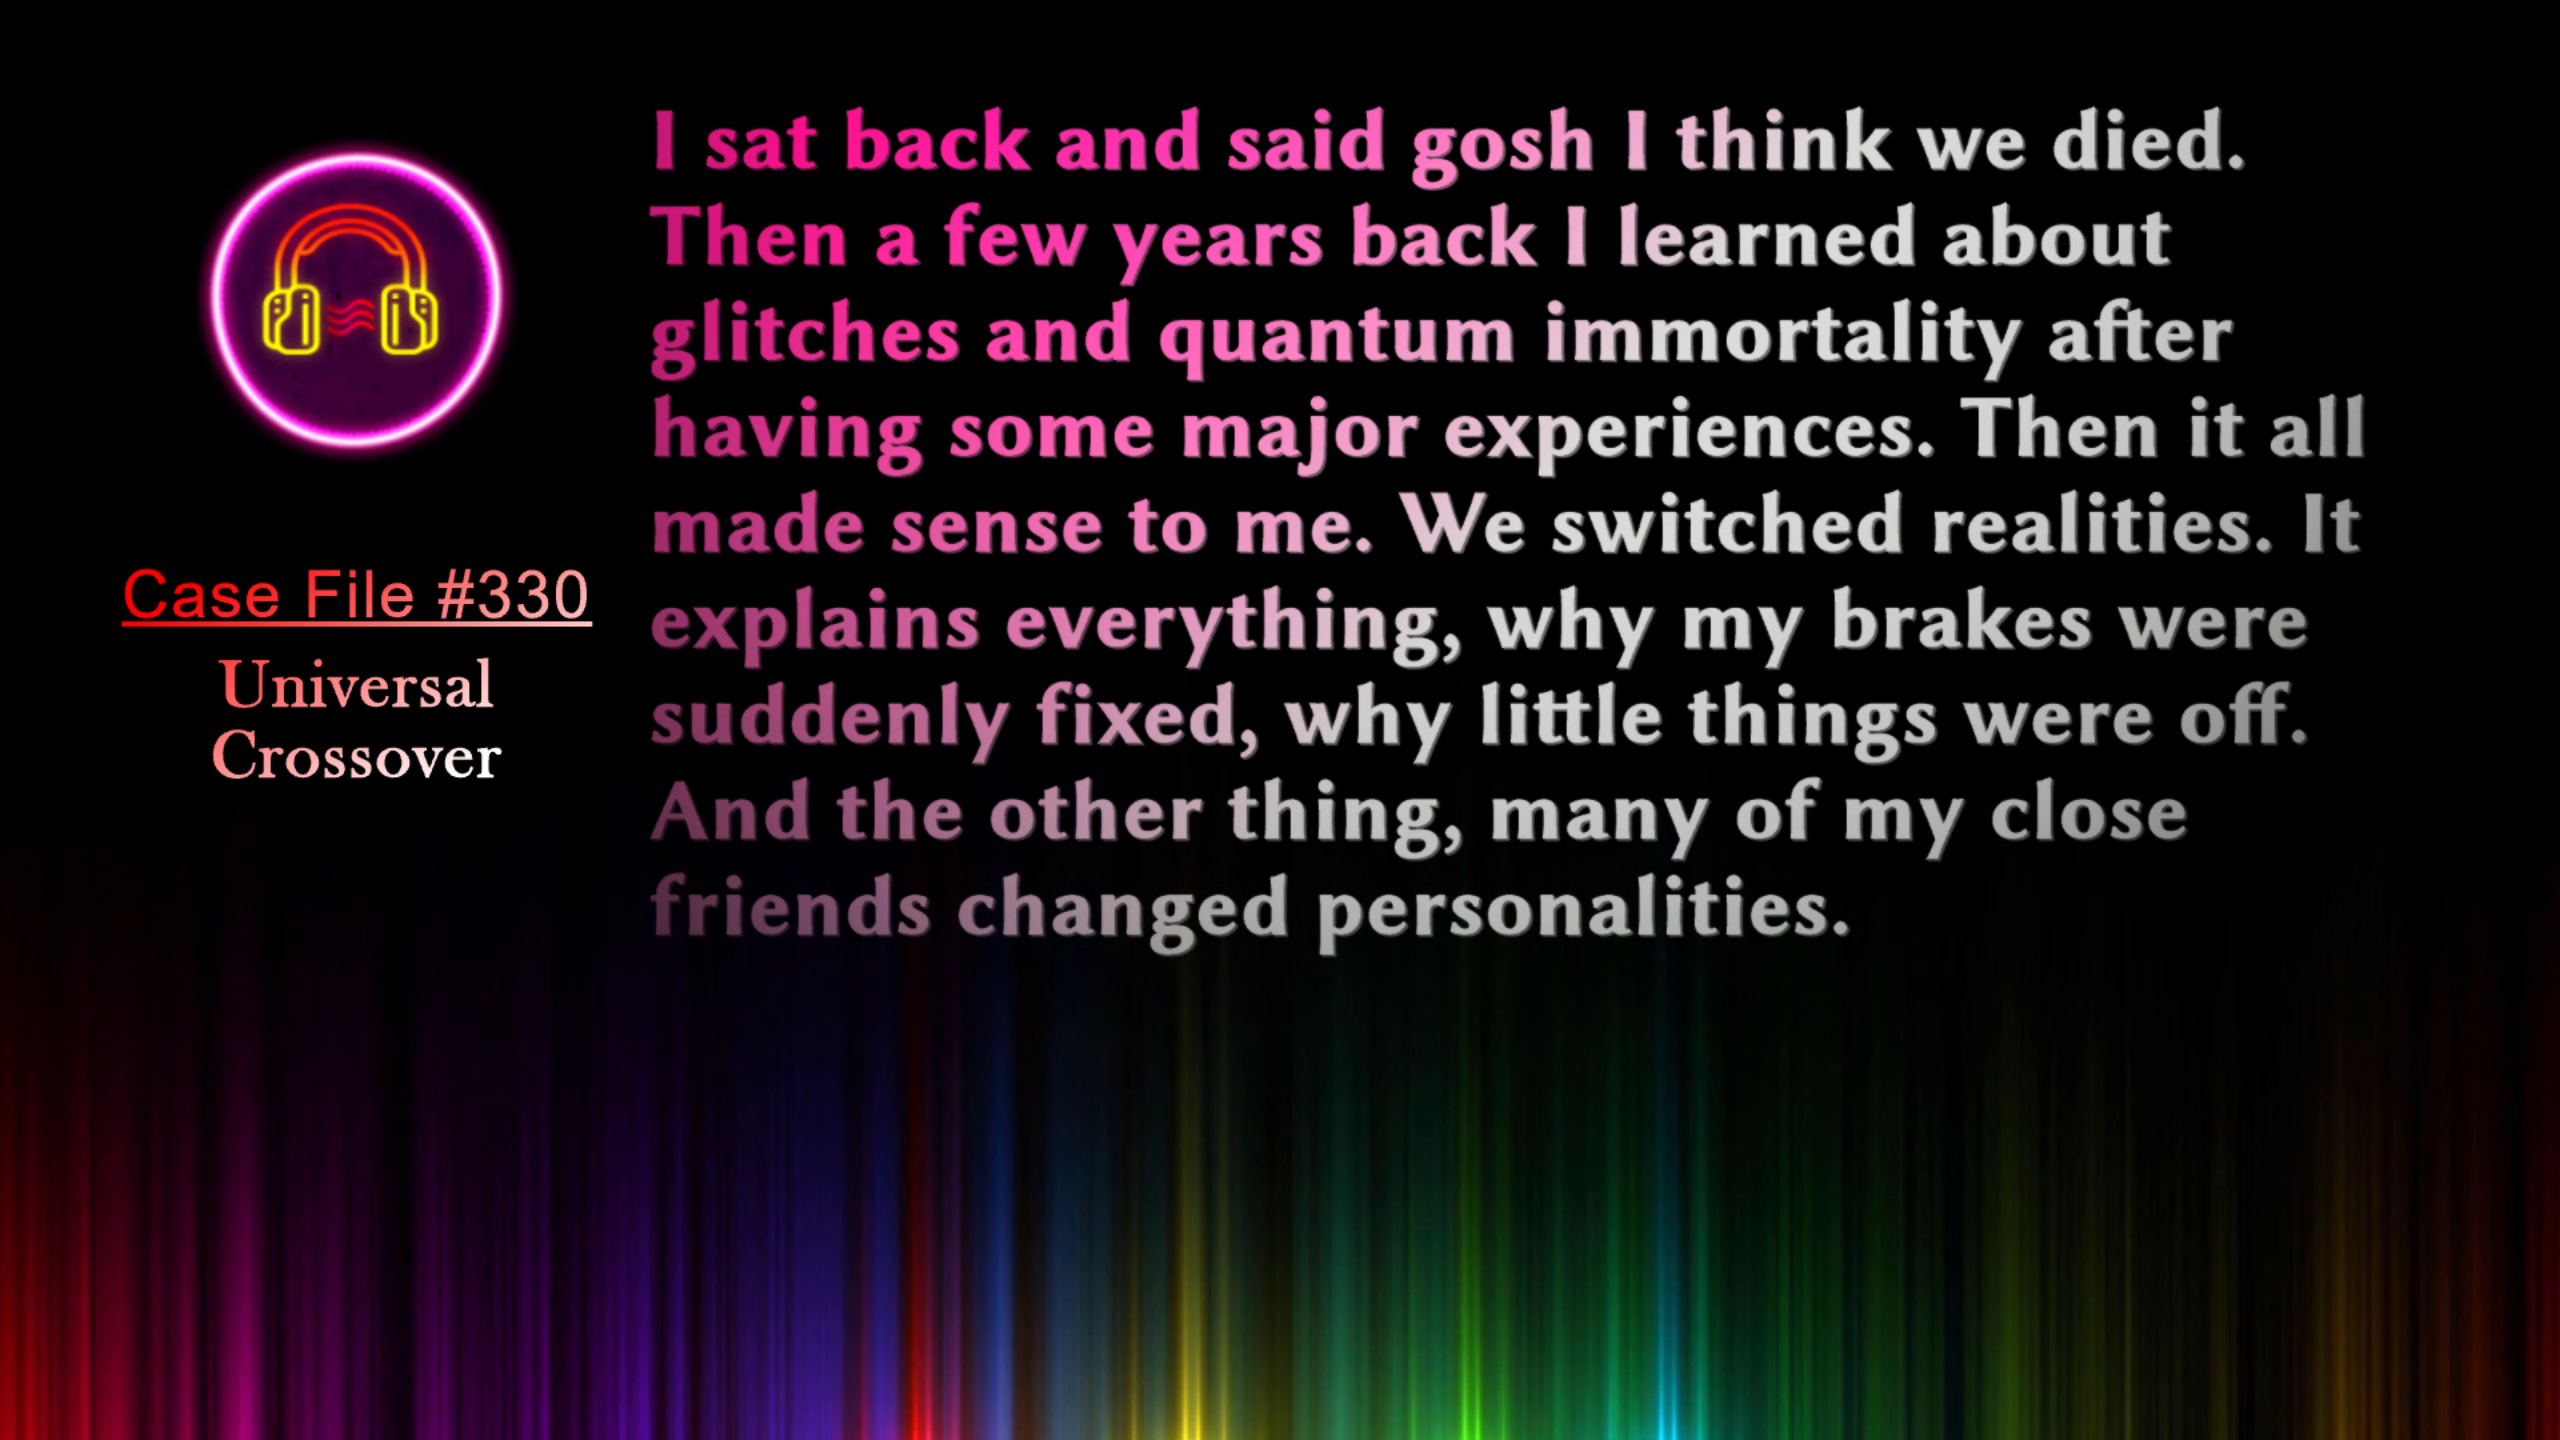 Case File #330
Universal
Crossover
I sat back and said gosh I think we died.
Then a few years back I learned about
glitches and quantum immortality after
having some major experiences. Then it all
made sense to me. We switched realities. It
explains everything, why my brakes were
suddenly fixed, why little things were off.
And the other thing, many of my close
friends changed personalities.